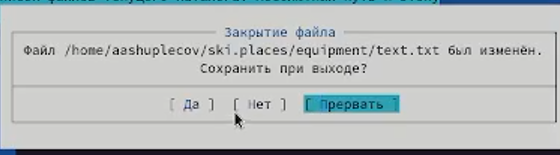 Закрытие файла
Файл /home/aashuplecov/ski.places/equipment/text.txt был изменён.
Сохранить при выходе?
[ Да ] [ Нет ] [ Прервать ]